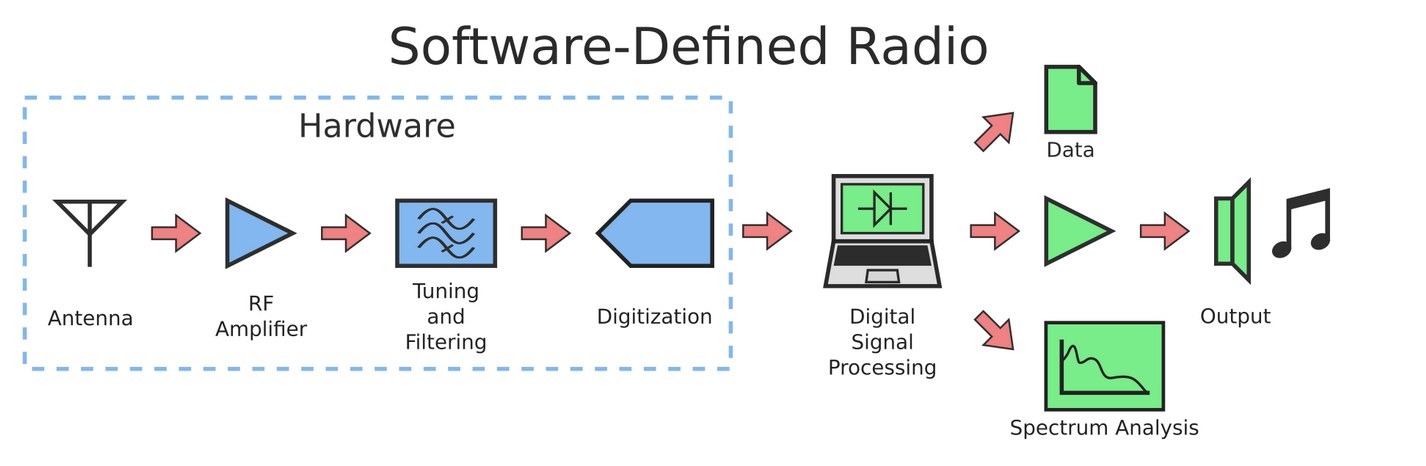 Software-Defined Radio
Hardware
Antenna
RF
Amplifier
Tuning
and
Filtering
Digitization
Digital
Signal
Processing
Data
Output
Spectrum Analysis